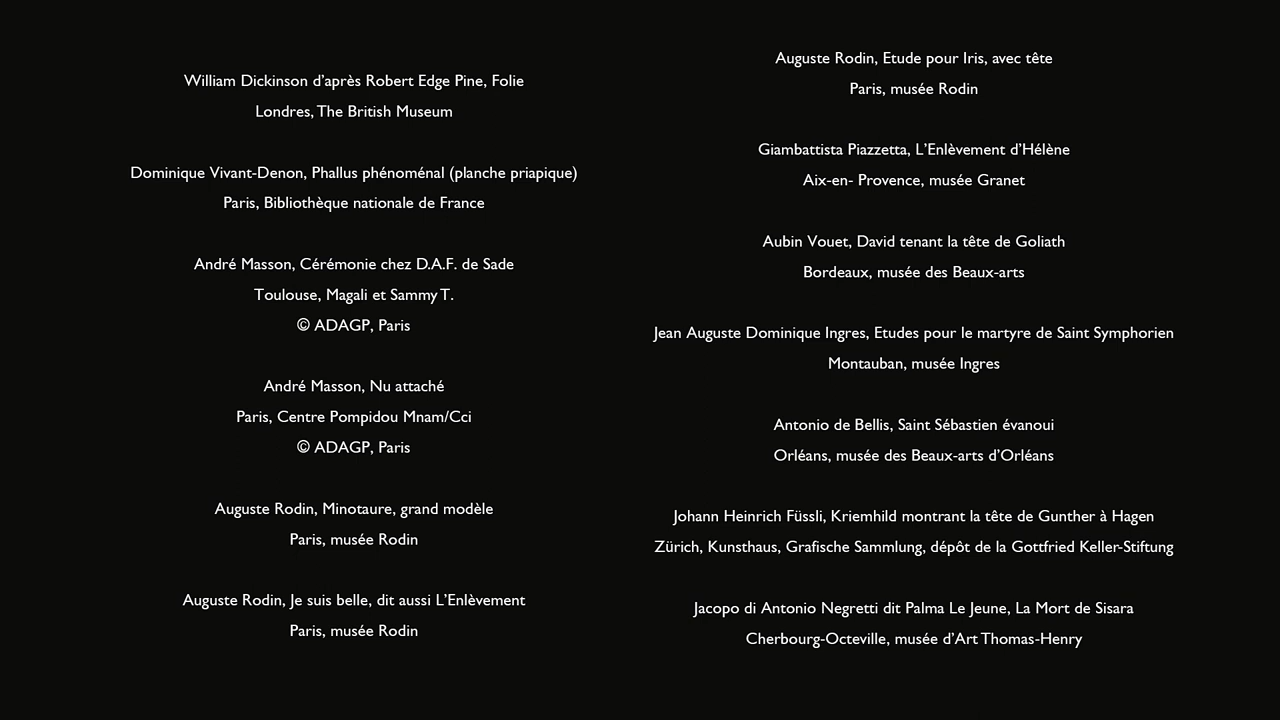 William Dickinson d’après Robert Edge Pine, Folie
Londres, The British Museum
Dominique Vivant-Denon, Phallus phénoménal (planche priapique)
Paris, Bibliothèque nationale de France
André Masson, Cérémonie chez D.A.F. de Sade
Toulouse, Magali et Sammy T.
© ADAGP, Paris
André Masson, Nu attaché
Paris, Centre Pompidou Mnam/Cci
© ADAGP, Paris
Auguste Rodin, Minotaure, grand modèle
Paris, musée Rodin
Auguste Rodin, Je suis belle, dit aussi L’Enlèvement
Paris, musée Rodin
Auguste Rodin, Etude pour Iris, avec tête
Paris, musée Rodin
Giambattista Piazzetta, L’Enlèvement d’Hélène
Aix-en- Provence, musée Granet
Aubin Vouet, David tenant la tête de Goliath
Bordeaux, musée des Beaux-arts
Jean Auguste Dominique Ingres, Etudes pour le martyre de Saint Symphorien
Montauban, musée Ingres
Antonio de Bellis, Saint Sébastien évanoui
Orléans, musée des Beaux-arts d’Orléans
Johann Heinrich Füssli, Kriemhild montrant la tête de Gunther à Hagen
Zürich, Kunsthaus, Grafische Sammlung, dépôt de la Gottfried Keller-Stiftung
Jacopo di Antonio Negretti dit Palma Le Jeune, La Mort de Sisara
Cherbourg-Octeville, musée d’Art Thomas-Henry